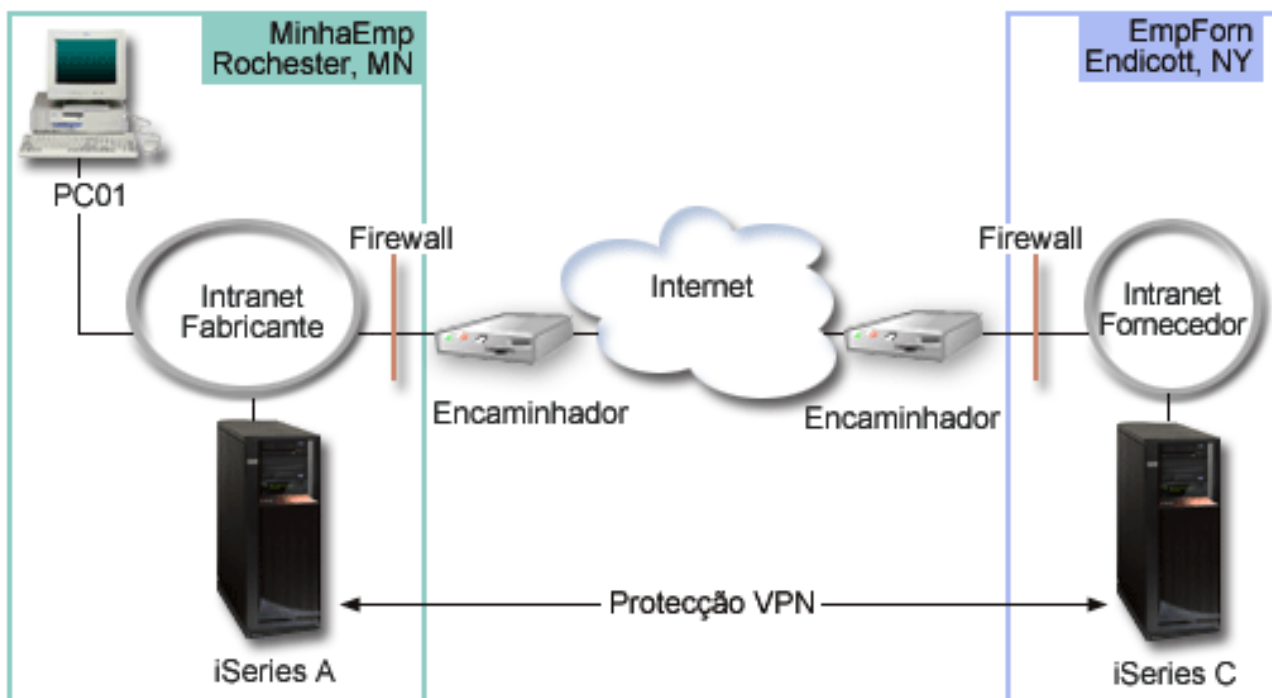 MinhaEmp
Rochester, MN
EmpForn
Endicott, NY
PC01
Firewall
Firewall
Internet
Intranet
Fabricante
Intranet
Fornecedor
Encaminhador
Encaminhador
Protecção VPN
iSeries A
iSeries C